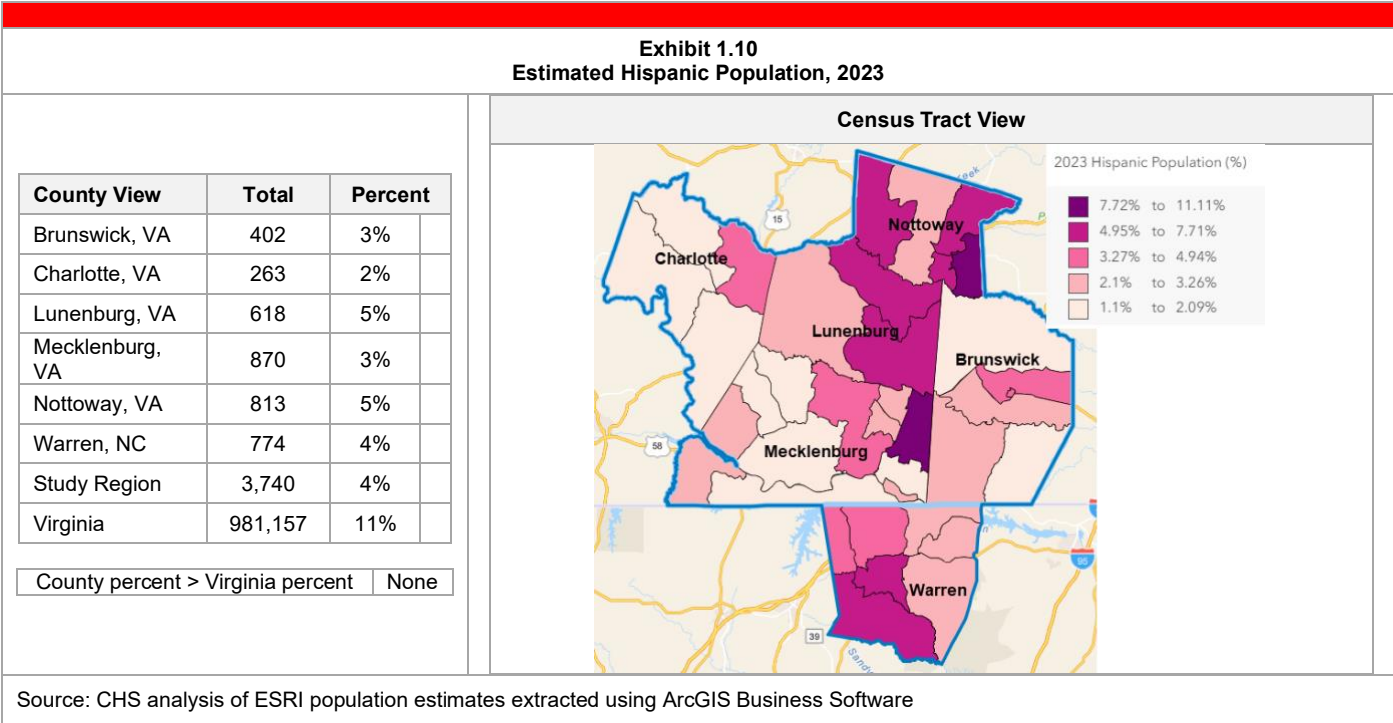 Exhibit 1.10
Estimated Hispanic Population, 2023
County View Total Percent
Brunswick, VA 402 3%
Charlotte, VA 263 2%
Lunenburg, VA 618 5%
Mecklenburg,
VA 870 3%
Nottoway, VA 813 5%
Warren, NC 774 4%
Study Region 3,740 4%
Virginia 981,157 11%
County percent > Virginia percent None
Census Tract View
2023 Hispanic Population (%)
7.72% to 11.11%
4.95% to 7.71%
3.27% to 4.94%
2.1% to 3.26%
1.1% to 2.09%
15
Nottoway
Charlotte
Lunenburg
Brunswick
58
Mecklenburg
95
Warren
39
Source: CHS analysis of ESRI population estimates extracted using ArcGIS Business Software